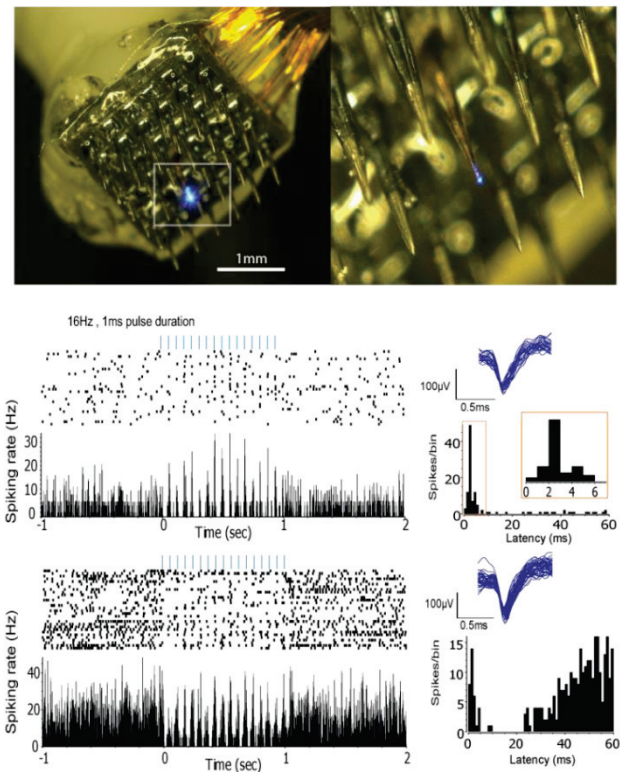 1mm
16Hz , 1ms pulse duration
Spiking rate (Hz)
30
20
10
0
-1 0 1 2
Time (sec)
100µV
0.5ms
Spikes/bin
40
20
0
0 2 4 6
0 20 40 60
Latency (ms)
Spiking rate (Hz)
40
20
0
-1 0 1 2
Time (sec)
100µV
0.5ms
Spikes/bin
15
10
5
0
0 20 40 60
Latency (ms)